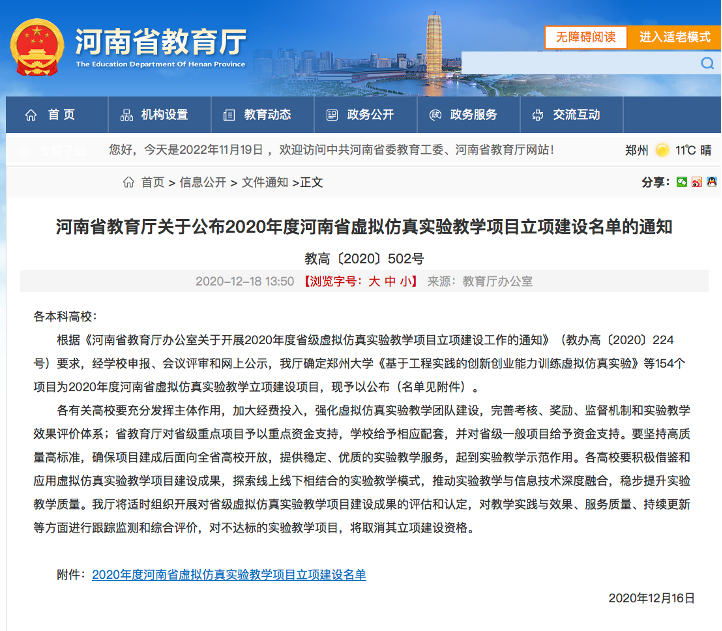 河南省教育厅
The Education Department Of Henan Province
无障碍阅读 进入适老模式
首 页 机构设置 教育动态 政务公开 政务服务 交流互动
您好，今天是2022年11月19日 ，欢迎访问中共河南省委教育工委、河南省教育厅网站！ 郑州 11℃ 晴
首页 > 信息公开 > 文件通知 >正文 分享：
河南省教育厅关于公布2020年度河南省虚拟仿真实验教学项目立项建设名单的通知
教高〔2020〕502号
2020-12-18 13:50 【浏览字号：大 中 小】 来源：教育厅办公室
各本科高校：
根据《河南省教育厅办公室关于开展2020年度省级虚拟仿真实验教学项目立项建设工作的通知》（教办高〔2020〕224
号）要求，经学校申报、会议评审和网上公示，我厅确定郑州大学《基于工程实践的创新创业能力训练虚拟仿真实验》等154个
项目为2020年度河南省虚拟仿真实验教学立项建设项目，现予以公布（名单见附件）。
各有关高校要充分发挥主体作用，加大经费投入，强化虚拟仿真实验教学团队建设，完善考核、奖励、监督机制和实验教学
效果评价体系；省教育厅对省级重点项目予以重点资金支持，学校给予相应配套，并对省级一般项目给予资金支持。要坚持高质
量高标准，确保项目建成后面向全省高校开放，提供稳定、优质的实验教学服务，起到实验教学示范作用。各高校要积极借鉴和
应用虚拟仿真实验教学项目建设成果，探索线上线下相结合的实验教学模式，推动实验教学与信息技术深度融合，稳步提升实验
教学质量。我厅将适时组织开展对省级虚拟仿真实验教学项目建设成果的评估和认定，对教学实践与效果、服务质量、持续更新
等方面进行跟踪监测和综合评价，对不达标的实验教学项目，将取消其立项建设资格。
附件：2020年度河南省虚拟仿真实验教学项目立项建设名单
2020年12月16日